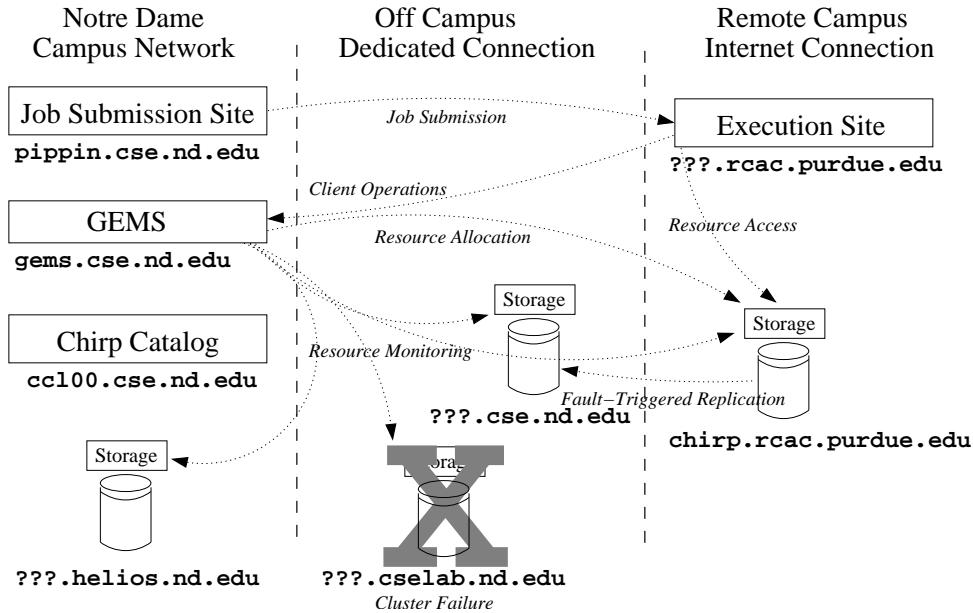 Notre Dame
Campus Network
Off Campus
Dedicated Connection
Remote Campus
Internet Connection
Job Submission Site
pippin.cse.nd.edu
Job Submission
Execution Site
???.rcac.purdue.edu
Client Operations
GEMS
gems.cse.nd.edu
Resource Allocation
Resource Access
Storage
Storage
Chirp Catalog
ccl00.cse.nd.edu
Resource Monitoring
Fault−Triggered Replication
???.cse.nd.edu
chirp.rcac.purdue.edu
Storage
Storage
???.helios.nd.edu
???.cselab.nd.edu
Cluster Failure